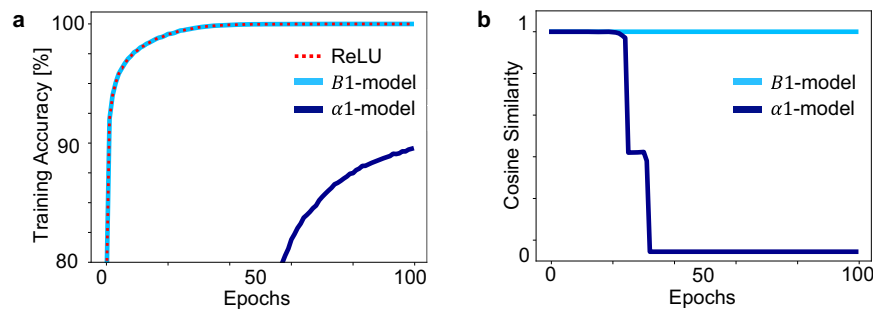 a
100
90
80
Training Accuracy [%]
ReLU
B1-model
α1-model
0
50
100
Epochs
b
1
0
Cosine Similarity
B1-model
α1-model
0
50
100
Epochs